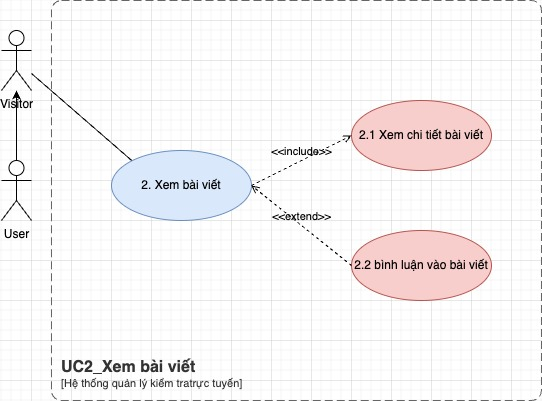 Visitor
User
2. Xem bài viết
<<include>>
2.1 Xem chi tiết bài viết
<<extend>>
2.2 bình luận vào bài viết
UC2_Xem bài viết
[Hệ thống quản lý kiểm tratrực tuyến]